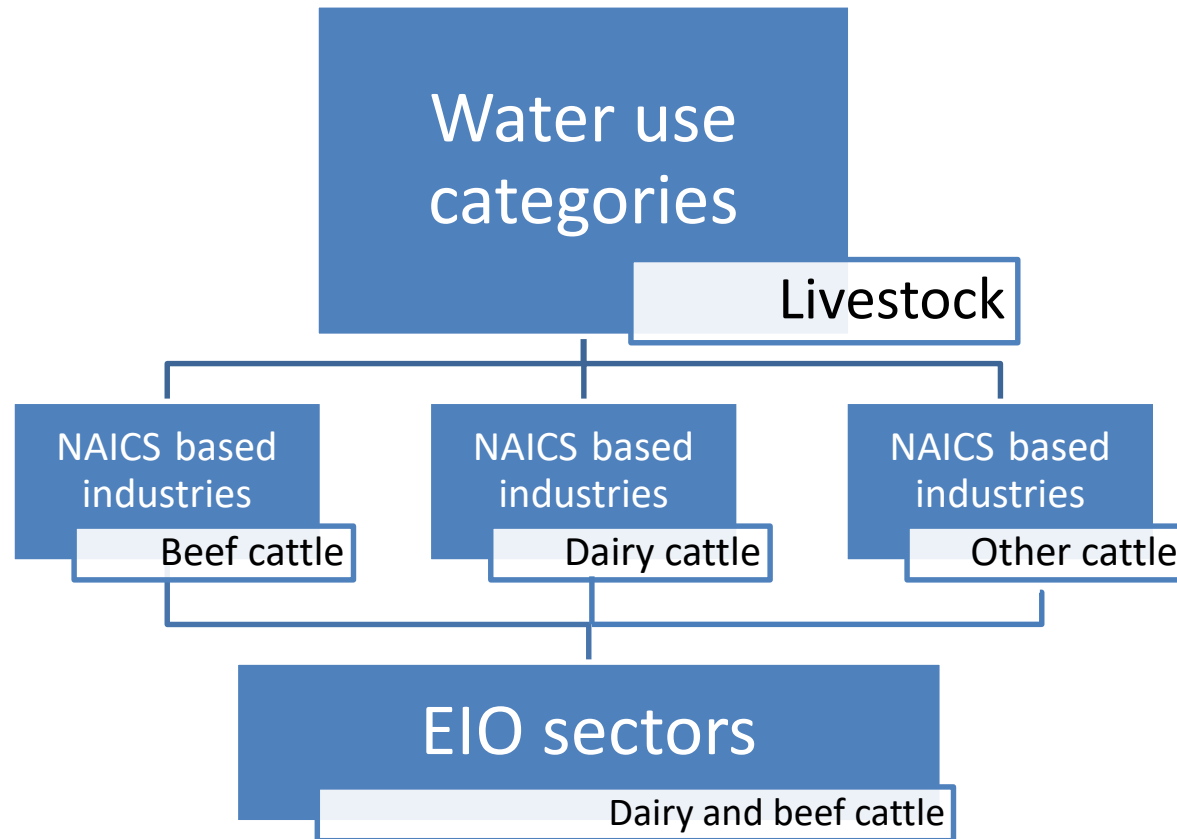 Water use
categories
Livestock
NAICS based
industries
Beef cattle
NAICS based
industries
Dairy cattle
NAICS based
industries
Other cattle
EIO sectors
Dairy and beef cattle